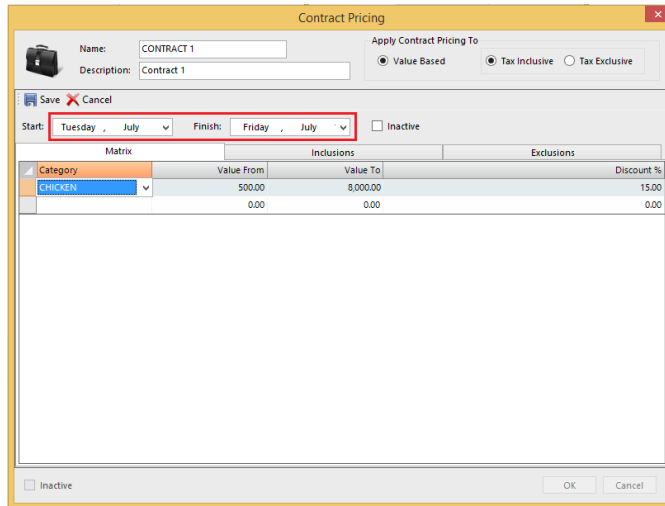 Contract Pricing
Name: CONTRACT 1
Description: Contract 1
Apply Contract Pricing To
Value Based Tax Inclusive Tax Exclusive
Save Cancel
Start: Tuesday , July Finish: Friday , July Inactive
Matrix Inclusions Exclusions
Category Value From Value To Discount %
CHICKEN 500.00 8,000.00 15.00
0.00 0.00 0.00
Inactive OK Cancel